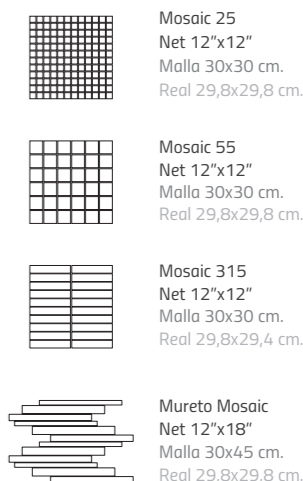 Mosaic 25
Net 12”x12”
Malla 30x30 cm.
Real 29,8x29,8 cm.
Mosaic 55
Net 12”x12”
Malla 30x30 cm.
Real 29,8x29,8 cm.
Mosaic 315
Net 12”x12”
Malla 30x30 cm.
Real 29,8x29,4 cm.
Mureto Mosaic
Net 12”x18”
Malla 30x45 cm.
Real 29,8x29,8 cm.